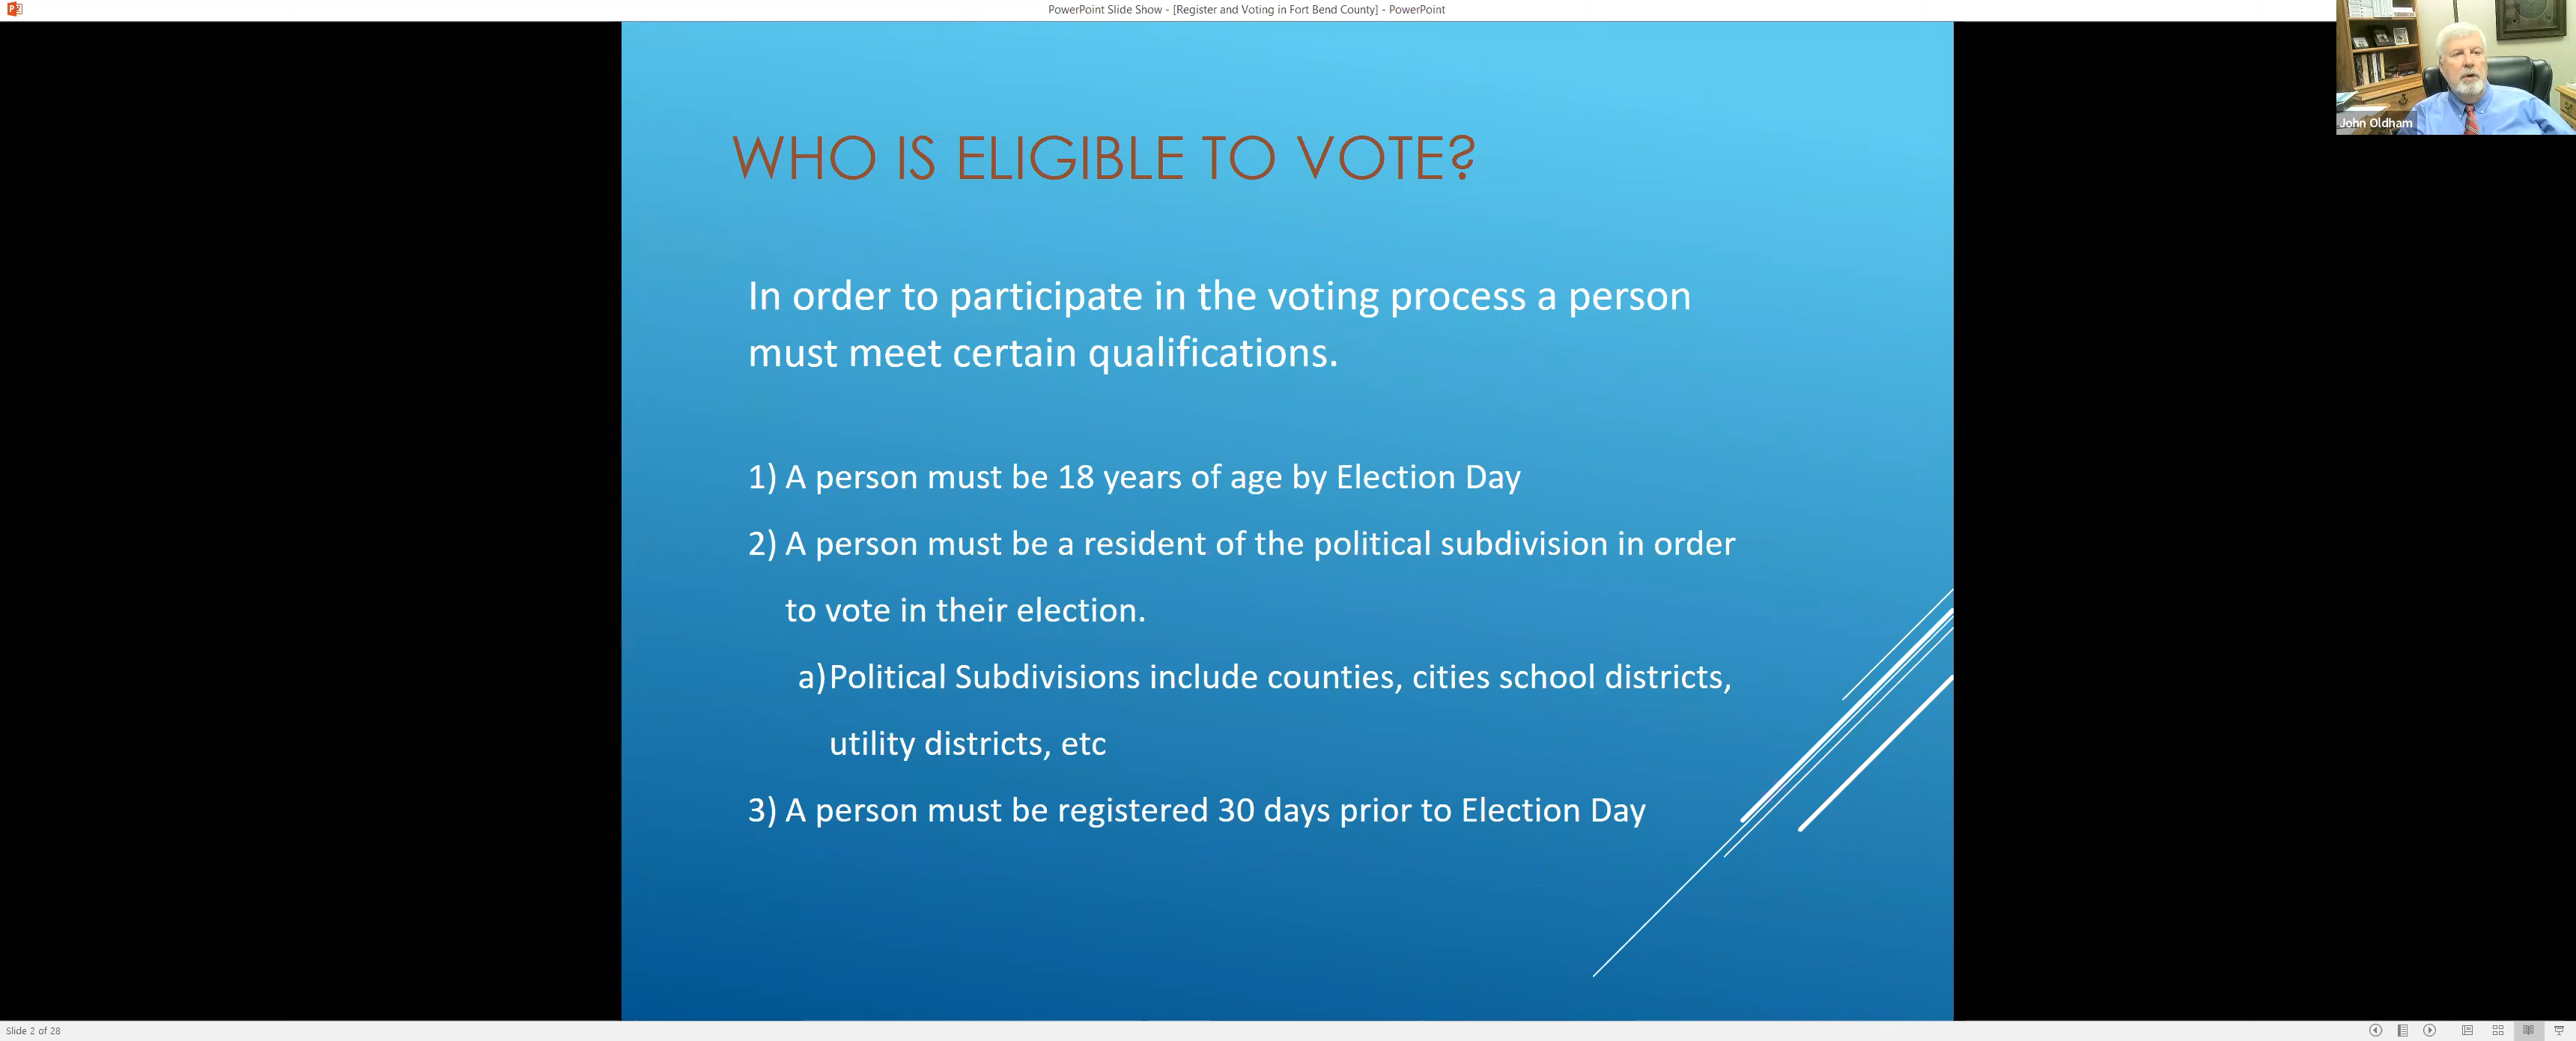 PowerPoint Slide Show - [Register and Voting in Fort Bend County] - PowerPoint
John Oldham
WHO IS ELIGIBLE TO VOTE?
In order to participate in the voting process a person
must meet certain qualifications.
1) A person must be 18 years of age by Election Day
2) A person must be a resident of the political subdivision in order
to vote in their election.
a) Political Subdivisions include counties, cities school districts,
utility districts, etc
3) A person must be registered 30 days prior to Election Day
Slide 2 of 28